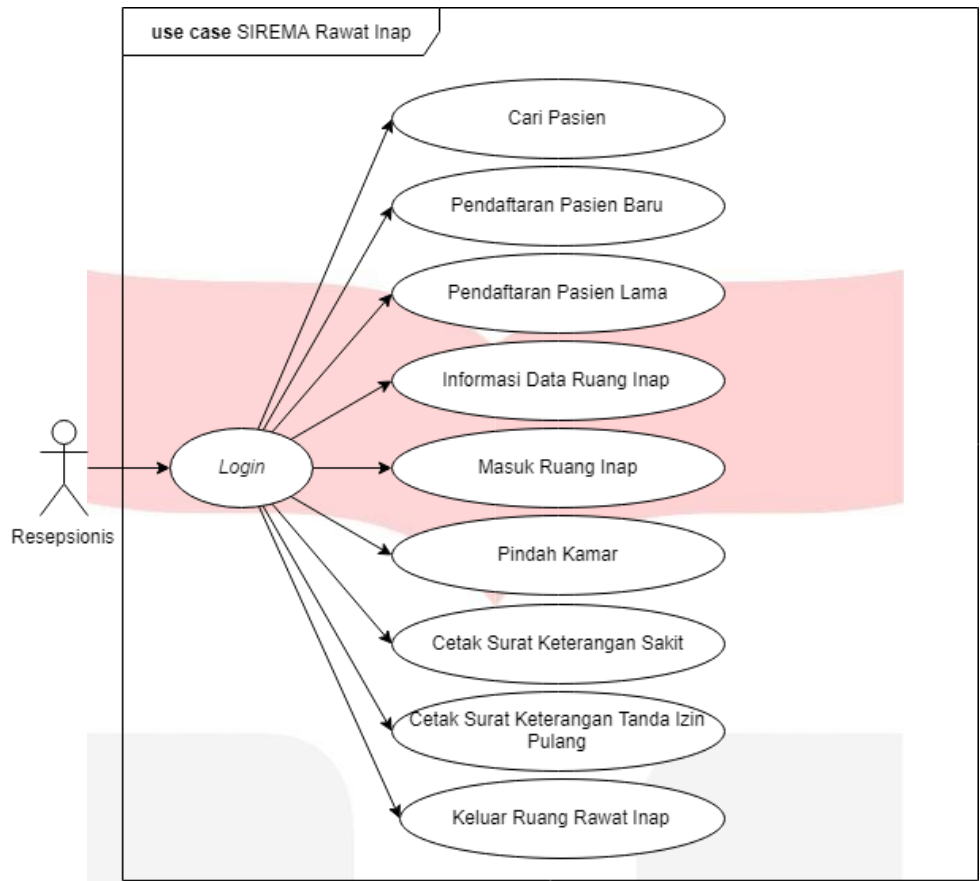 use case SIREMA Rawat Inap
Cari Pasien
Pendaftaran Pasien Baru
Pendaftaran Pasien Lama
Informasi Data Ruang Inap
Login
Masuk Ruang Inap
Resepsionis
Pindah Kamar
Cetak Surat Keterangan Sakit
Cetak Surat Keterangan Tanda Izin
Pulang
Keluar Ruang Rawat Inap